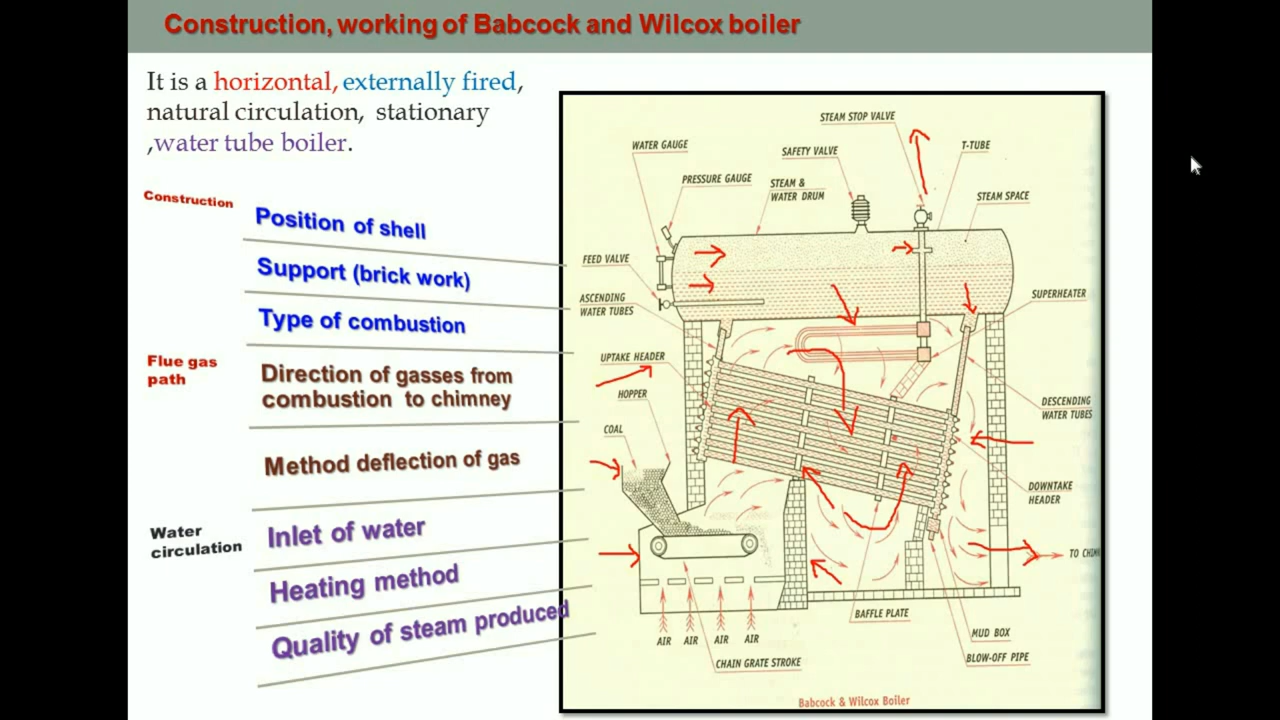 Construction, working of Babcock and Wilcox boiler
It is a horizontal, externally fired,
natural circulation, stationary
,water tube boiler.
Construction
Position of shell
Support (brick work)
Type of combustion
Flue gas
path
Direction of gasses from
combustion to chimney
Method deflection of gas
Water
circulation
Inlet of water
Heating method
Quality of steam produced
STEAM STOP VALVE
WATER GAUGE
SAFETY VALVE
T-TUBE
PRESSURE GAUGE
STEAM &
WATER DRUM
STEAM SPACE
FEED VALVE
ASCENDING
WATER TUBES
SUPERHEATER
UPTAKE HEADER
HOPPER
COAL
DESCENDING
WATER TUBES
DOWNTAKE
HEADER
TO CHIM
BAFFLE PLATE
AIR AIR AIR AIR
MUD BOX
CHAIN GRATE STROKE
BLOW-OFF PIPE
Babcock & Wilcox Boiler